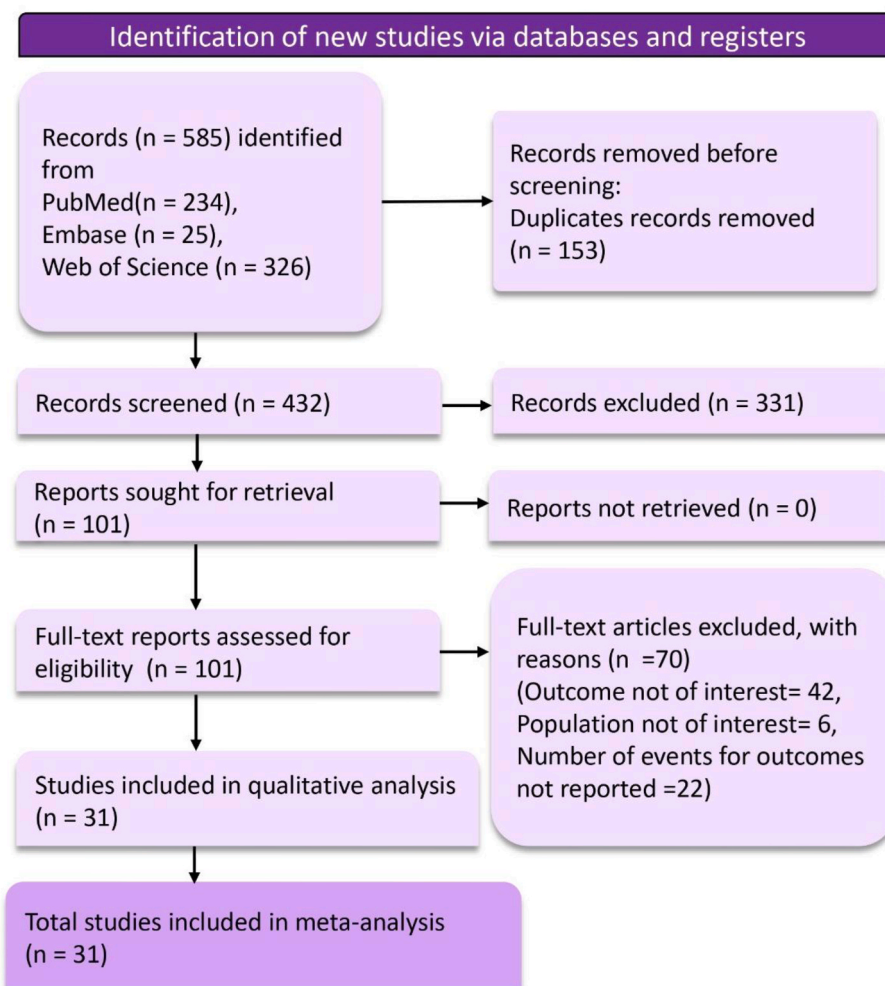 Identification of new studies via databases and registers
Records (n = 585) identified
from
PubMed(n = 234),
Embase (n = 25),
Web of Science (n = 326)
Records removed before
screening:
Duplicates records removed
(n = 153)
Records screened (n = 432)
Records excluded (n = 331)
Reports sought for retrieval
(n = 101)
Reports not retrieved (n = 0)
Full-text reports assessed for
eligibility  (n = 101)
Full-text articles excluded, with
reasons (n  =70)
(Outcome not of interest= 42,
Population not of interest= 6,
Number of events for outcomes
not reported =22)
Studies included in qualitative analysis
(n = 31)
Total studies included in meta-analysis
(n = 31)